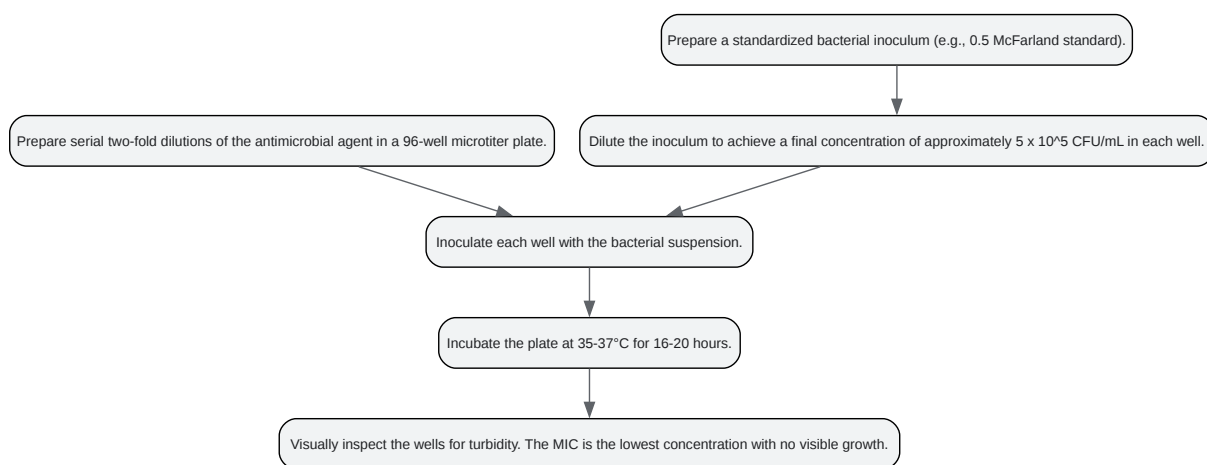 Prepare a standardized bacterial inoculum (e.g., 0.5 McFarland standard).
Prepare serial two-fold dilutions of the antimicrobial agent in a 96-well microtiter plate.
Dilute the inoculum to achieve a final concentration of approximately 5 x 10^5 CFU/mL in each well.
Inoculate each well with the bacterial suspension.
Incubate the plate at 35-37°C for 16-20 hours.
Visually inspect the wells for turbidity. The MIC is the lowest concentration with no visible growth.